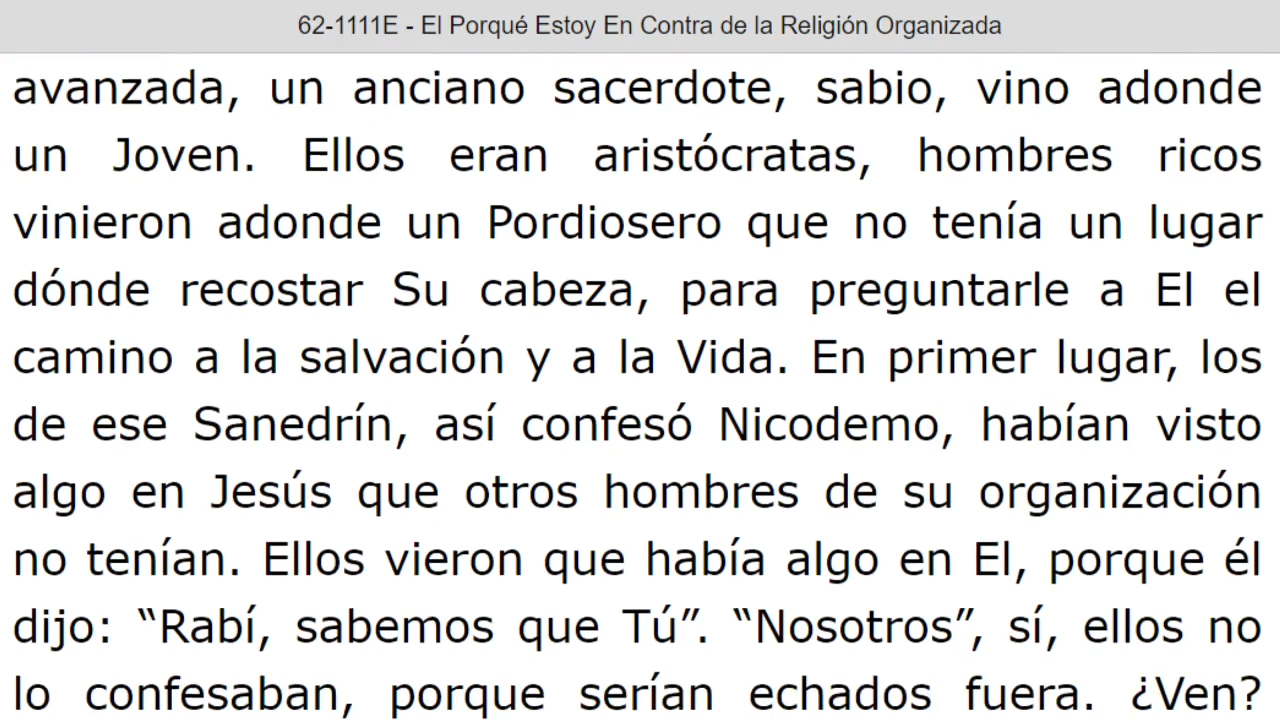 62-1111E - El Porqué Estoy En Contra de la Religión Organizada
avanzada, un anciano sacerdote, sabio, vino adonde
un Joven. Ellos eran aristócratas, hombres ricos
vinieron adonde un Pordiosero que no tenía un lugar
dónde recostar Su cabeza, para preguntarle a El el
camino a la salvación y a la Vida. En primer lugar, los
de ese Sanedrín, así confesó Nicodemo, habían visto
algo en Jesús que otros hombres de su organización
no tenían. Ellos vieron que había algo en El, porque él
dijo: “Rabí, sabemos que Tú”. “Nosotros”, sí, ellos no
lo confesaban, porque serían echados fuera. ¿Ven?